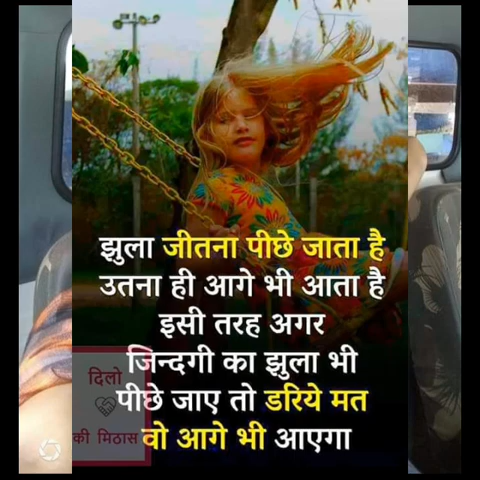 झुला जीतना पीछे जाता है
उतना ही आगे भी आता है
इसी तरह अगर
जिन्दगी का झुला भी
पीछे जाए तो डरिये मत
वो आगे भी आएगा
दिलो
की मिठास